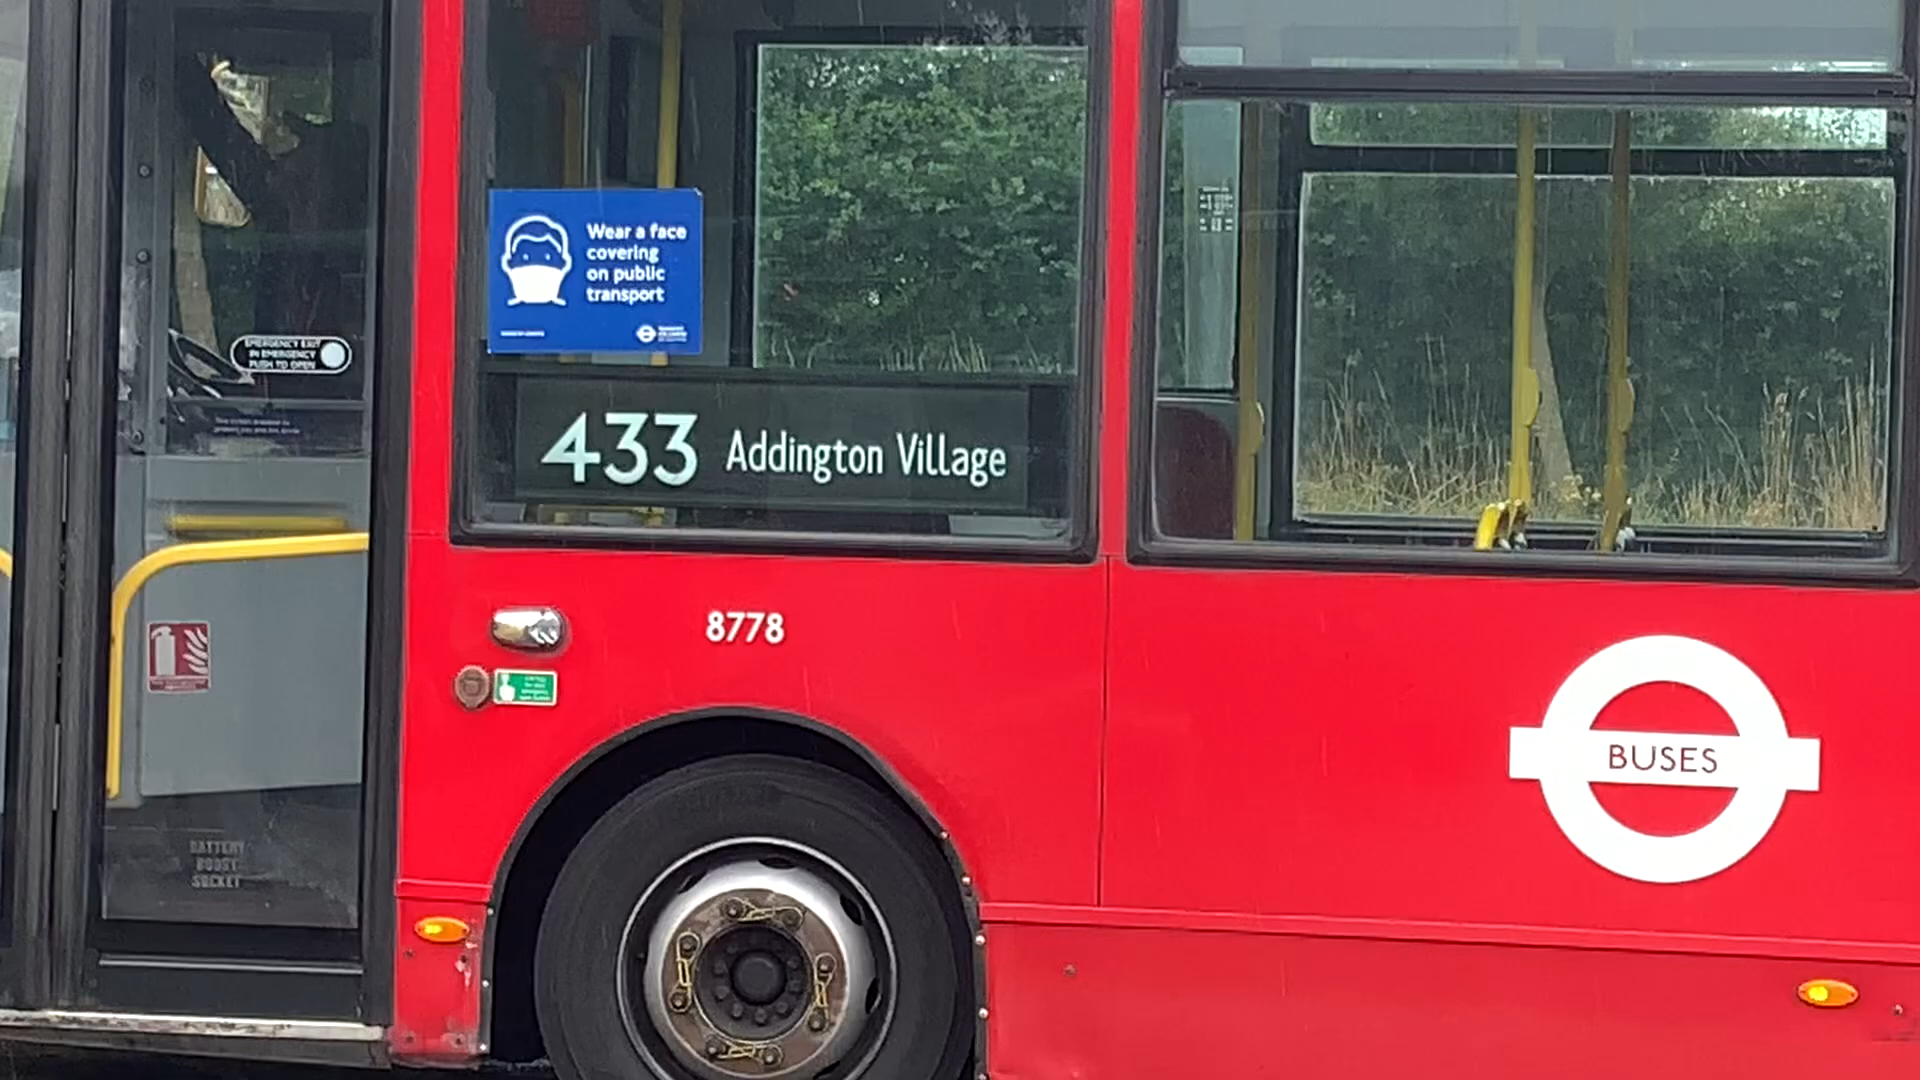 Wear a face
covering
on public
transport
EMERGENCY EXIT
IN EMERGENCY
PUSH TO OPEN
433 Addington Village
8778
BUSES
BATTERY
BOOST
SOCKET